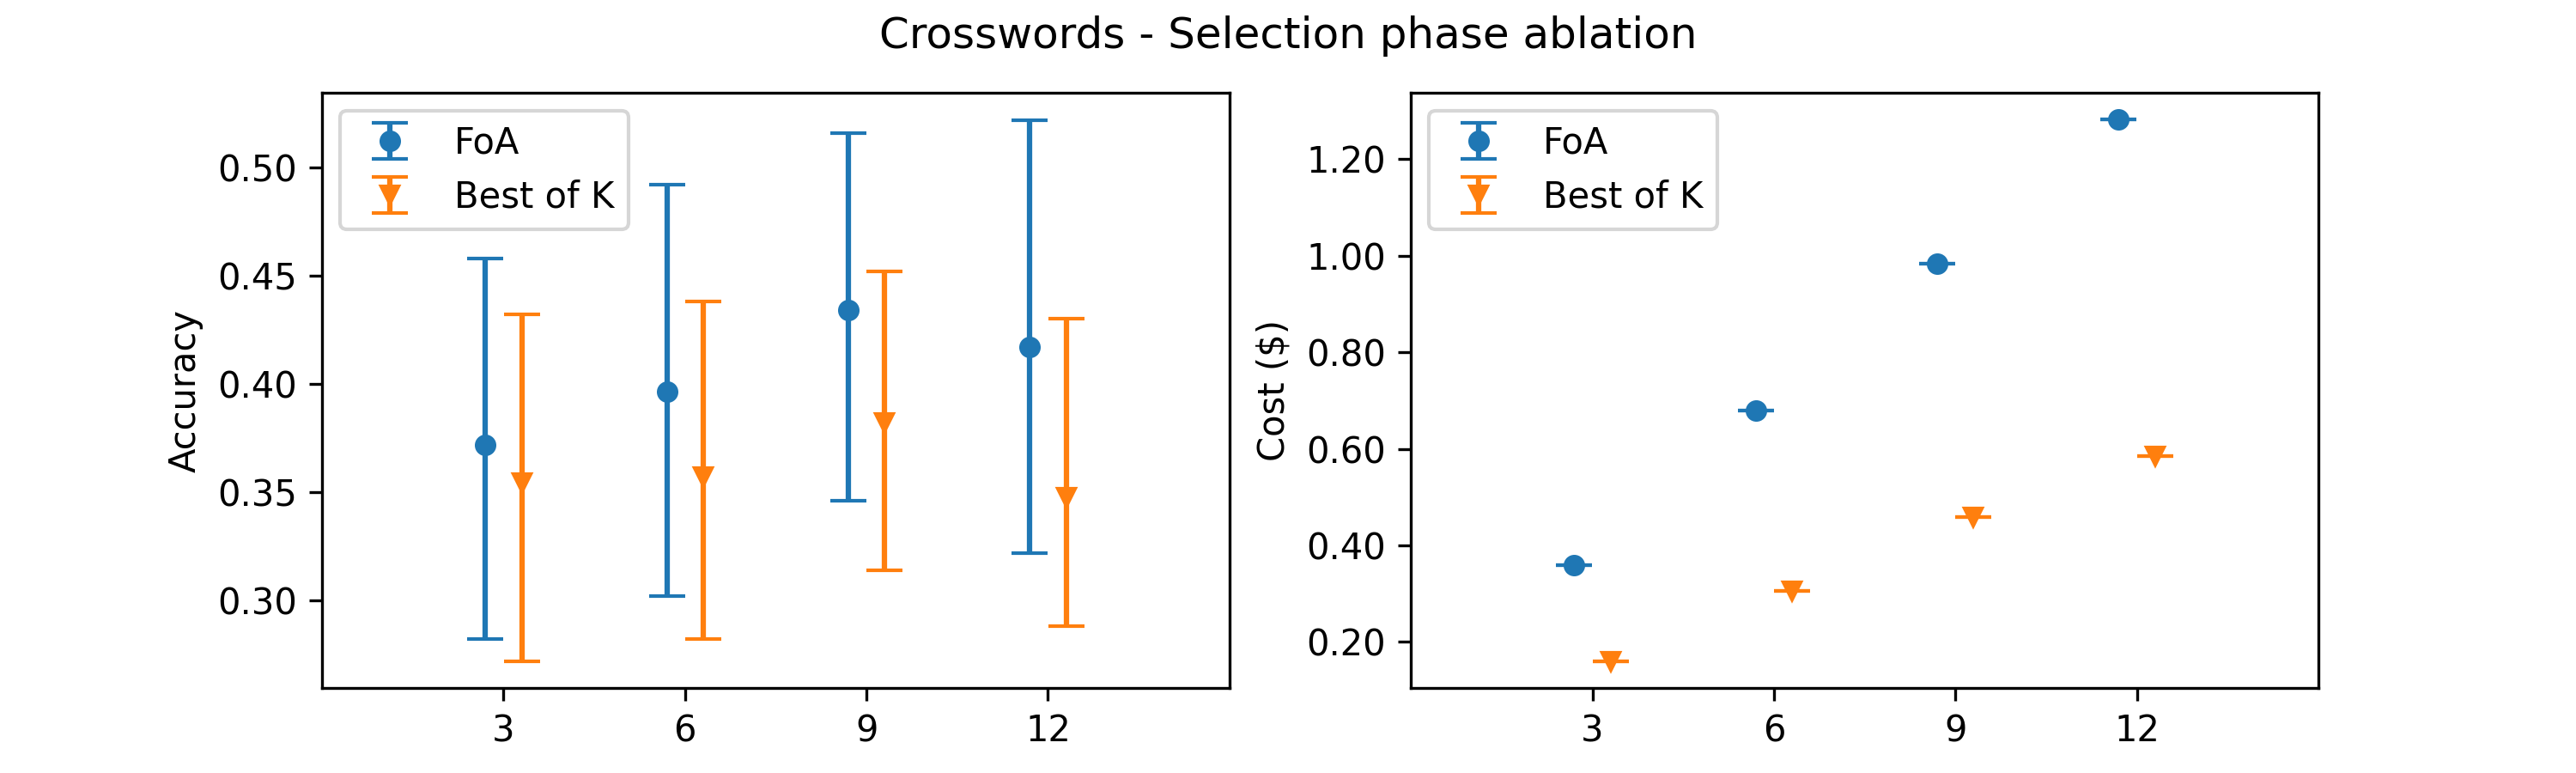 Crosswords - Selection phase ablation
Accuracy
0.50
0.45
0.40
0.35
0.30
FoA
Best of K
3 6 9 12
Cost ($)
1.20
1.00
0.80
0.60
0.40
0.20
FoA
Best of K
3 6 9 12